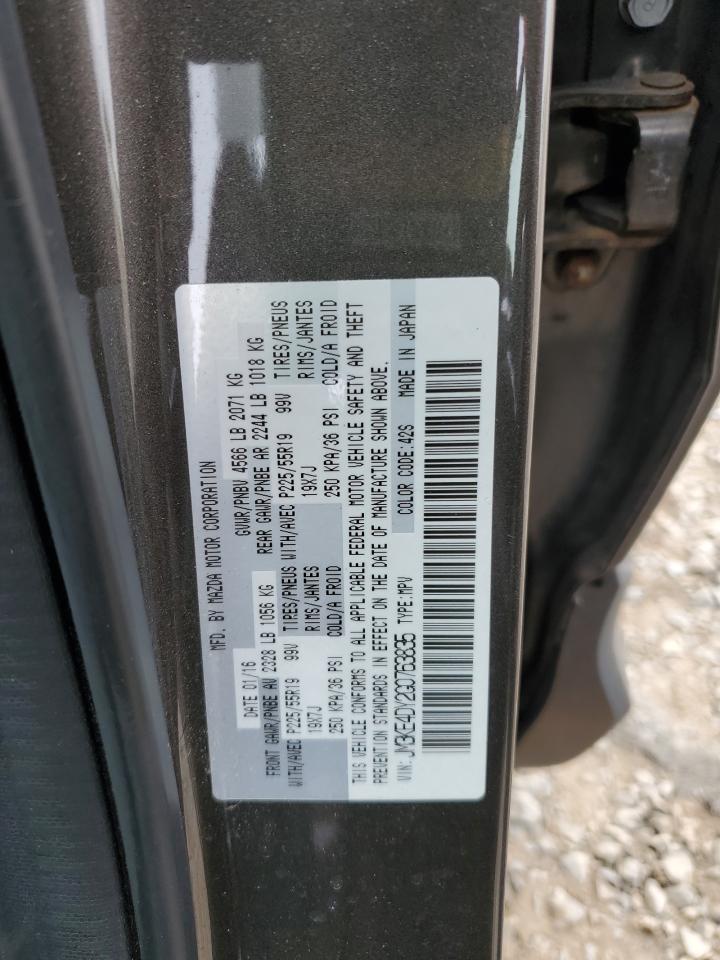 MFD. BY MAZDA MOTOR CORPORATION
DATE 01/16 GVWR/PNBV 4566 LB 2071 KG
FRONT GAWR/PNBE AV 2328 LB 1056 KG REAR GAWR/PNBE AR 2244 LB 1018 KG
WITH/AVEC P225/55R19 99V TIRES/PNEUS WITH/AVEC P225/55R19 99V TIRES/PNEUS
19X7J RIMS/JANTES 19X7J RIMS/JANTES
250 KPA/36 PSI COLD/A FROID 250 KPA/36 PSI COLD/A FROID
THIS VEHICLE CONFORMS TO ALL APPLICABLE FEDERAL MOTOR VEHICLE SAFETY AND THEFT
PREVENTION STANDARDS IN EFFECT ON THE DATE OF MANUFACTURE SHOWN ABOVE.
VIN: JM3KE4DY2G0763835 TYPE:MPV COLOR CODE:42S MADE IN JAPAN